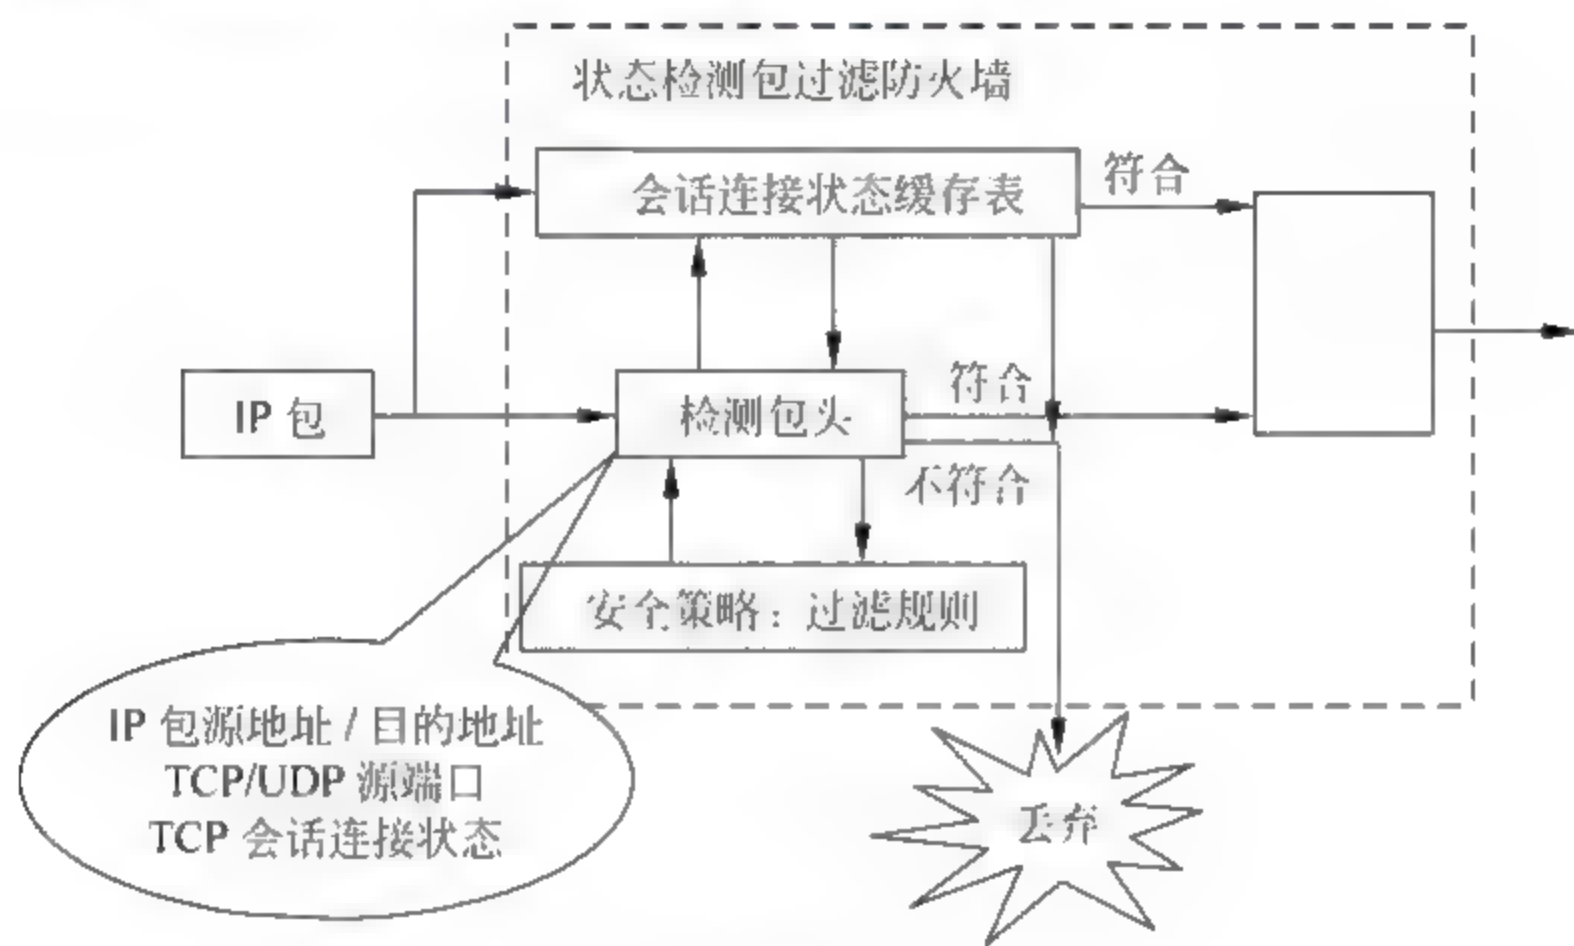 状态检测包过滤防火墙
会话连接状态缓存表
符合
IP 包
检测包头
符合
不符合
安全策略：过滤规则
IP 包源地址 / 目的地址
TCP/UDP 源端口
TCP 会话连接状态
丢弃